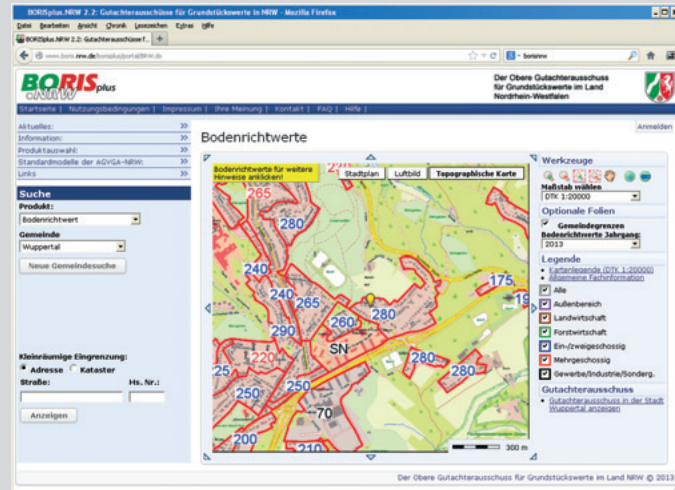 BORISplus.NRW 2.2: Gutachterausschüsse für Grundstückswerte in NRW - Mozilla Firefox
Datei Bearbeiten Ansicht Chronik Lesezeichen Extras Hilfe
BORISplus.NRW 2.2: Gutachterausschüsse f...
www.boris.nrw.de/borisplus/portal/BRW.do
borisnrw
BORIS plus
.NRW
Der Obere Gutachterausschuss
für Grundstückswerte im Land
Nordrhein-Westfalen
Startseite | Nutzungsbedingungen | Impressum | Ihre Meinung | Kontakt | FAQ | Hilfe |
Anmelden
Aktuelles:
Information:
Produktauswahl:
Standardmodelle der AGVGA-NRW:
Links
Suche
Produkt:
Bodenrichtwert
Gemeinde
Wuppertal
Neue Gemeindesuche
Kleinräumige Eingrenzung:
Adresse Kataster
Straße: Hs. Nr.:
Anzeigen
Bodenrichtwerte
Bodenrichtwerte für weitere
Hinweise anklicken!
Stadtplan Luftbild Topographische Karte
265
280
240
240
265
175
290
260
280
SN
220
280
280
250
250
70
200
210
300 m
Werkzeuge
Maßstab wählen
DTK 1:20000
Optionale Folien
Gemeindegrenzen
Bodenrichtwerte Jahrgang:
2013
Legende
Kartenlegende (DTK 1:20000)
Allgemeine Fachinformation
Alle
Außenbereich
Landwirtschaft
Forstwirtschaft
Ein-/zweigeschossig
Mehrgeschossig
Gewerbe/Industrie/Sonderg.
Gutachterausschuss
Gutachterausschuss in der Stadt
Wuppertal anzeigen
Der Obere Gutachterausschuss für Grundstückswerte im Land NRW © 2013